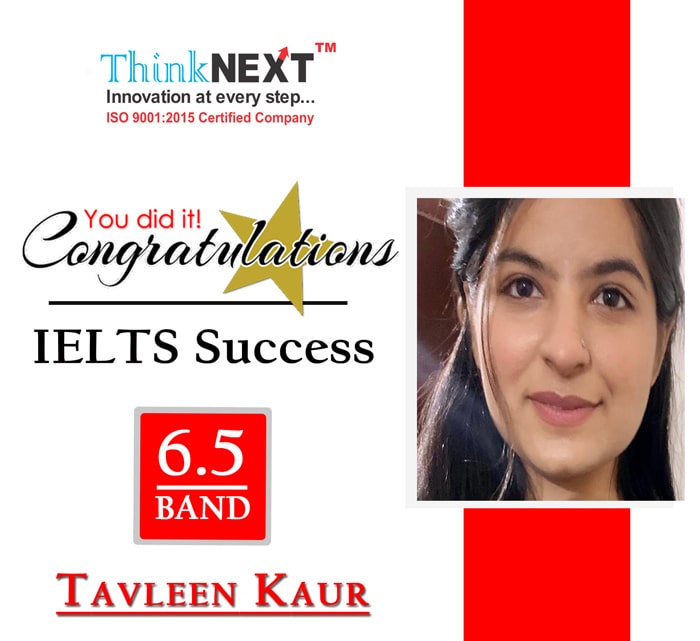 ThinkNEXT™
Innovation at every step...
ISO 9001:2015 Certified Company
You did it!
Congratulations
IELTS Success
6.5
BAND
TAVLEEN KAUR